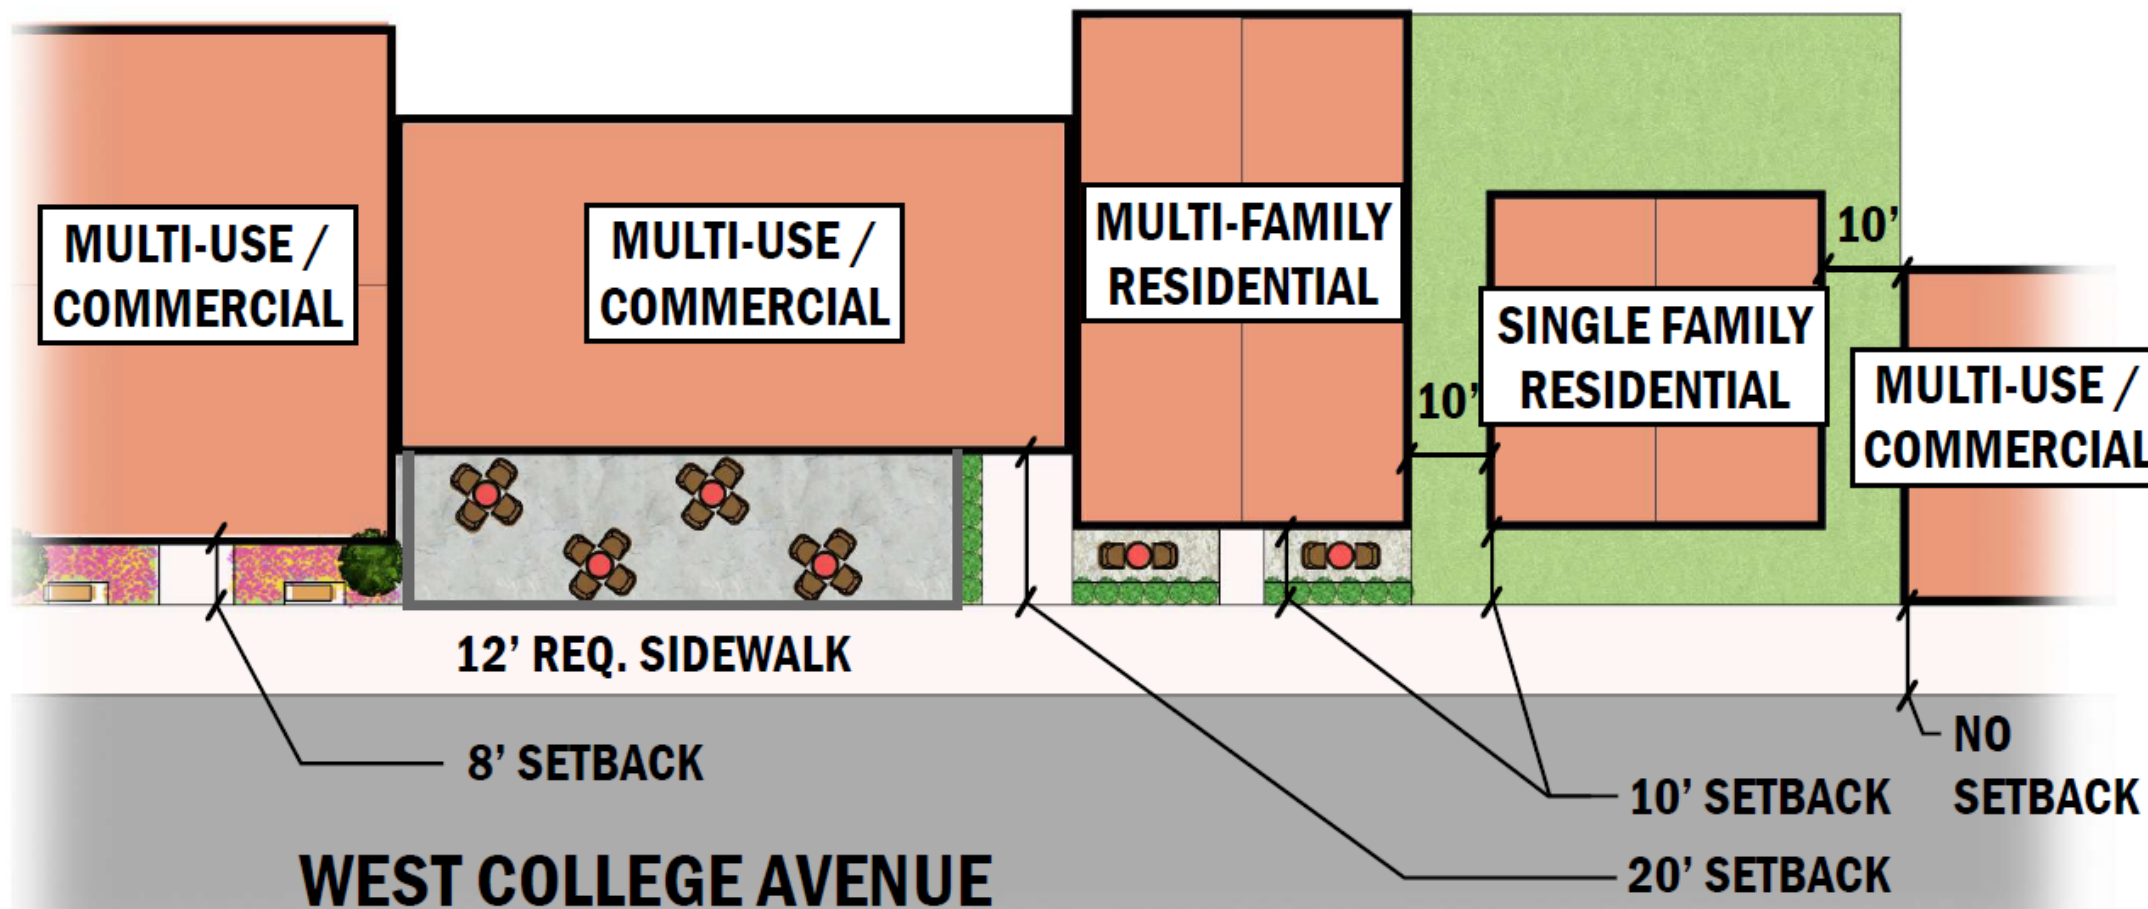 MULTI-USE /
COMMERCIAL
MULTI-USE /
COMMERCIAL
MULTI-FAMILY
RESIDENTIAL
10’
SINGLE FAMILY
RESIDENTIAL
10’
MULTI-USE /
COMMERCIAL
12’ REQ. SIDEWALK
8’ SETBACK
NO
SETBACK
10’ SETBACK
20’ SETBACK
WEST COLLEGE AVENUE